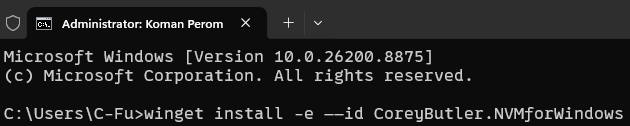 Administrator: Koman Perom
Microsoft Windows [Version 10.0.26200.8875]
(c) Microsoft Corporation. All rights reserved.
C:\Users\C-Fu>winget install -e --id CoreyButler.NVMforWindows